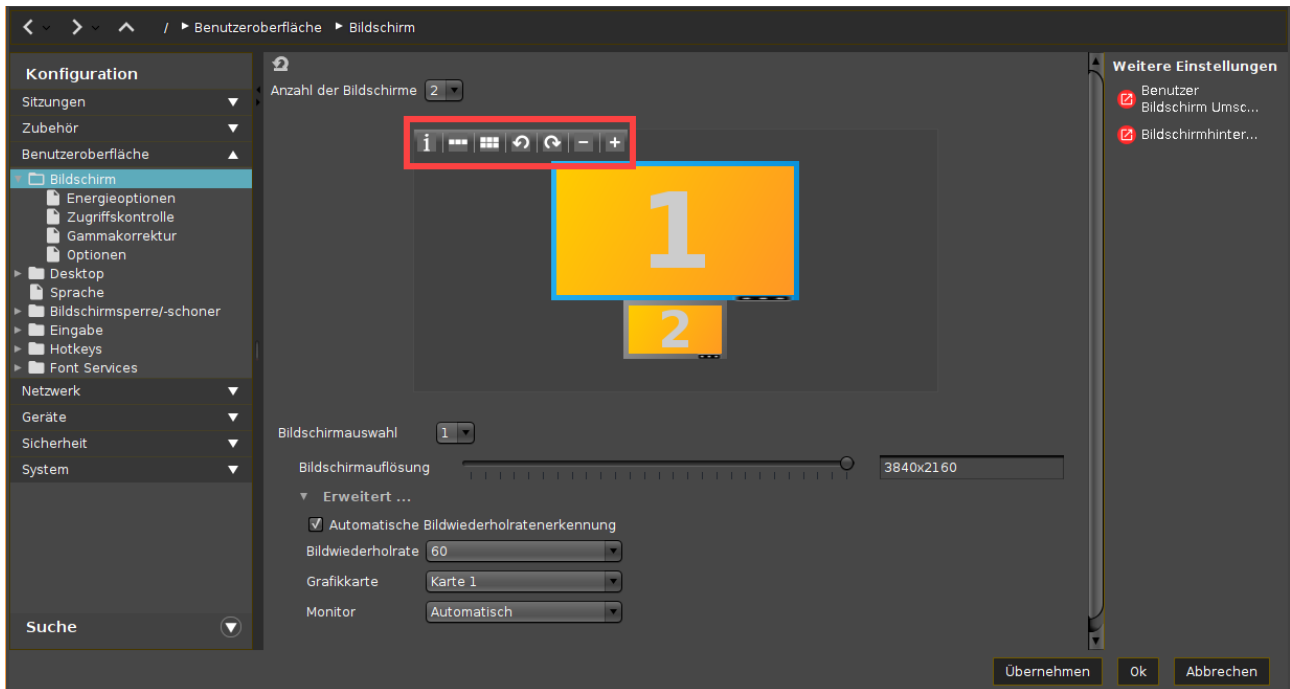 / ▸ Benutzeroberfläche ▸ Bildschirm
Konfiguration
Sitzungen
Zubehör
Benutzeroberfläche
Bildschirm
Energieoptionen
Zugriffskontrolle
Gammakorrektur
Optionen
Desktop
Sprache
Bildschirmsperre/-schoner
Eingabe
Hotkeys
Font Services
Netzwerk
Geräte
Sicherheit
System
Suche
Anzahl der Bildschirme 2
i
1
2
Bildschirmauswahl 1
Bildschirmauflösung 3840x2160
Erweitert ...
Automatische Bildwiederholratenerkennung
Bildwiederholrate 60
Grafikkarte Karte 1
Monitor Automatisch
Weitere Einstellungen
Benutzer
Bildschirm Umsc...
Bildschirmhinter...
Übernehmen Ok Abbrechen